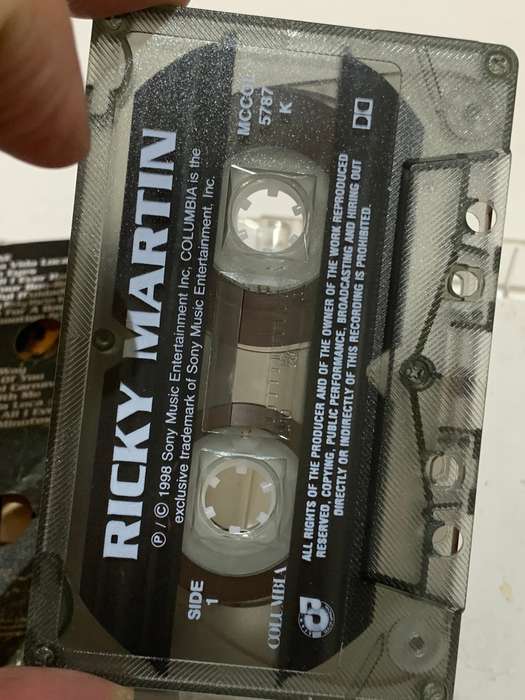 RICKY MARTIN
Ⓟ / © 1998 Sony Music Entertainment Inc, COLUMBIA is the
exclusive trademark of Sony Music Entertainment, Inc.
SIDE
1
5787
K
COLUMBIA
ALL RIGHTS OF THE PRODUCER AND OF THE OWNER OF THE WORK REPRODUCED
RESERVED. COPYING, PUBLIC PERFORMANCE, BROADCASTING AND HIRING OUT
DIRECTLY OR INDIRECTLY OF THIS RECORDING IS PROHIBITED.